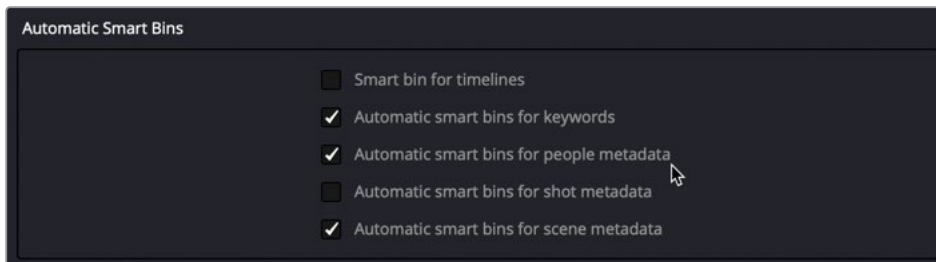 Automatic Smart Bins
Smart bin for timelines
Automatic smart bins for keywords
Automatic smart bins for people metadata
Automatic smart bins for shot metadata
Automatic smart bins for scene metadata